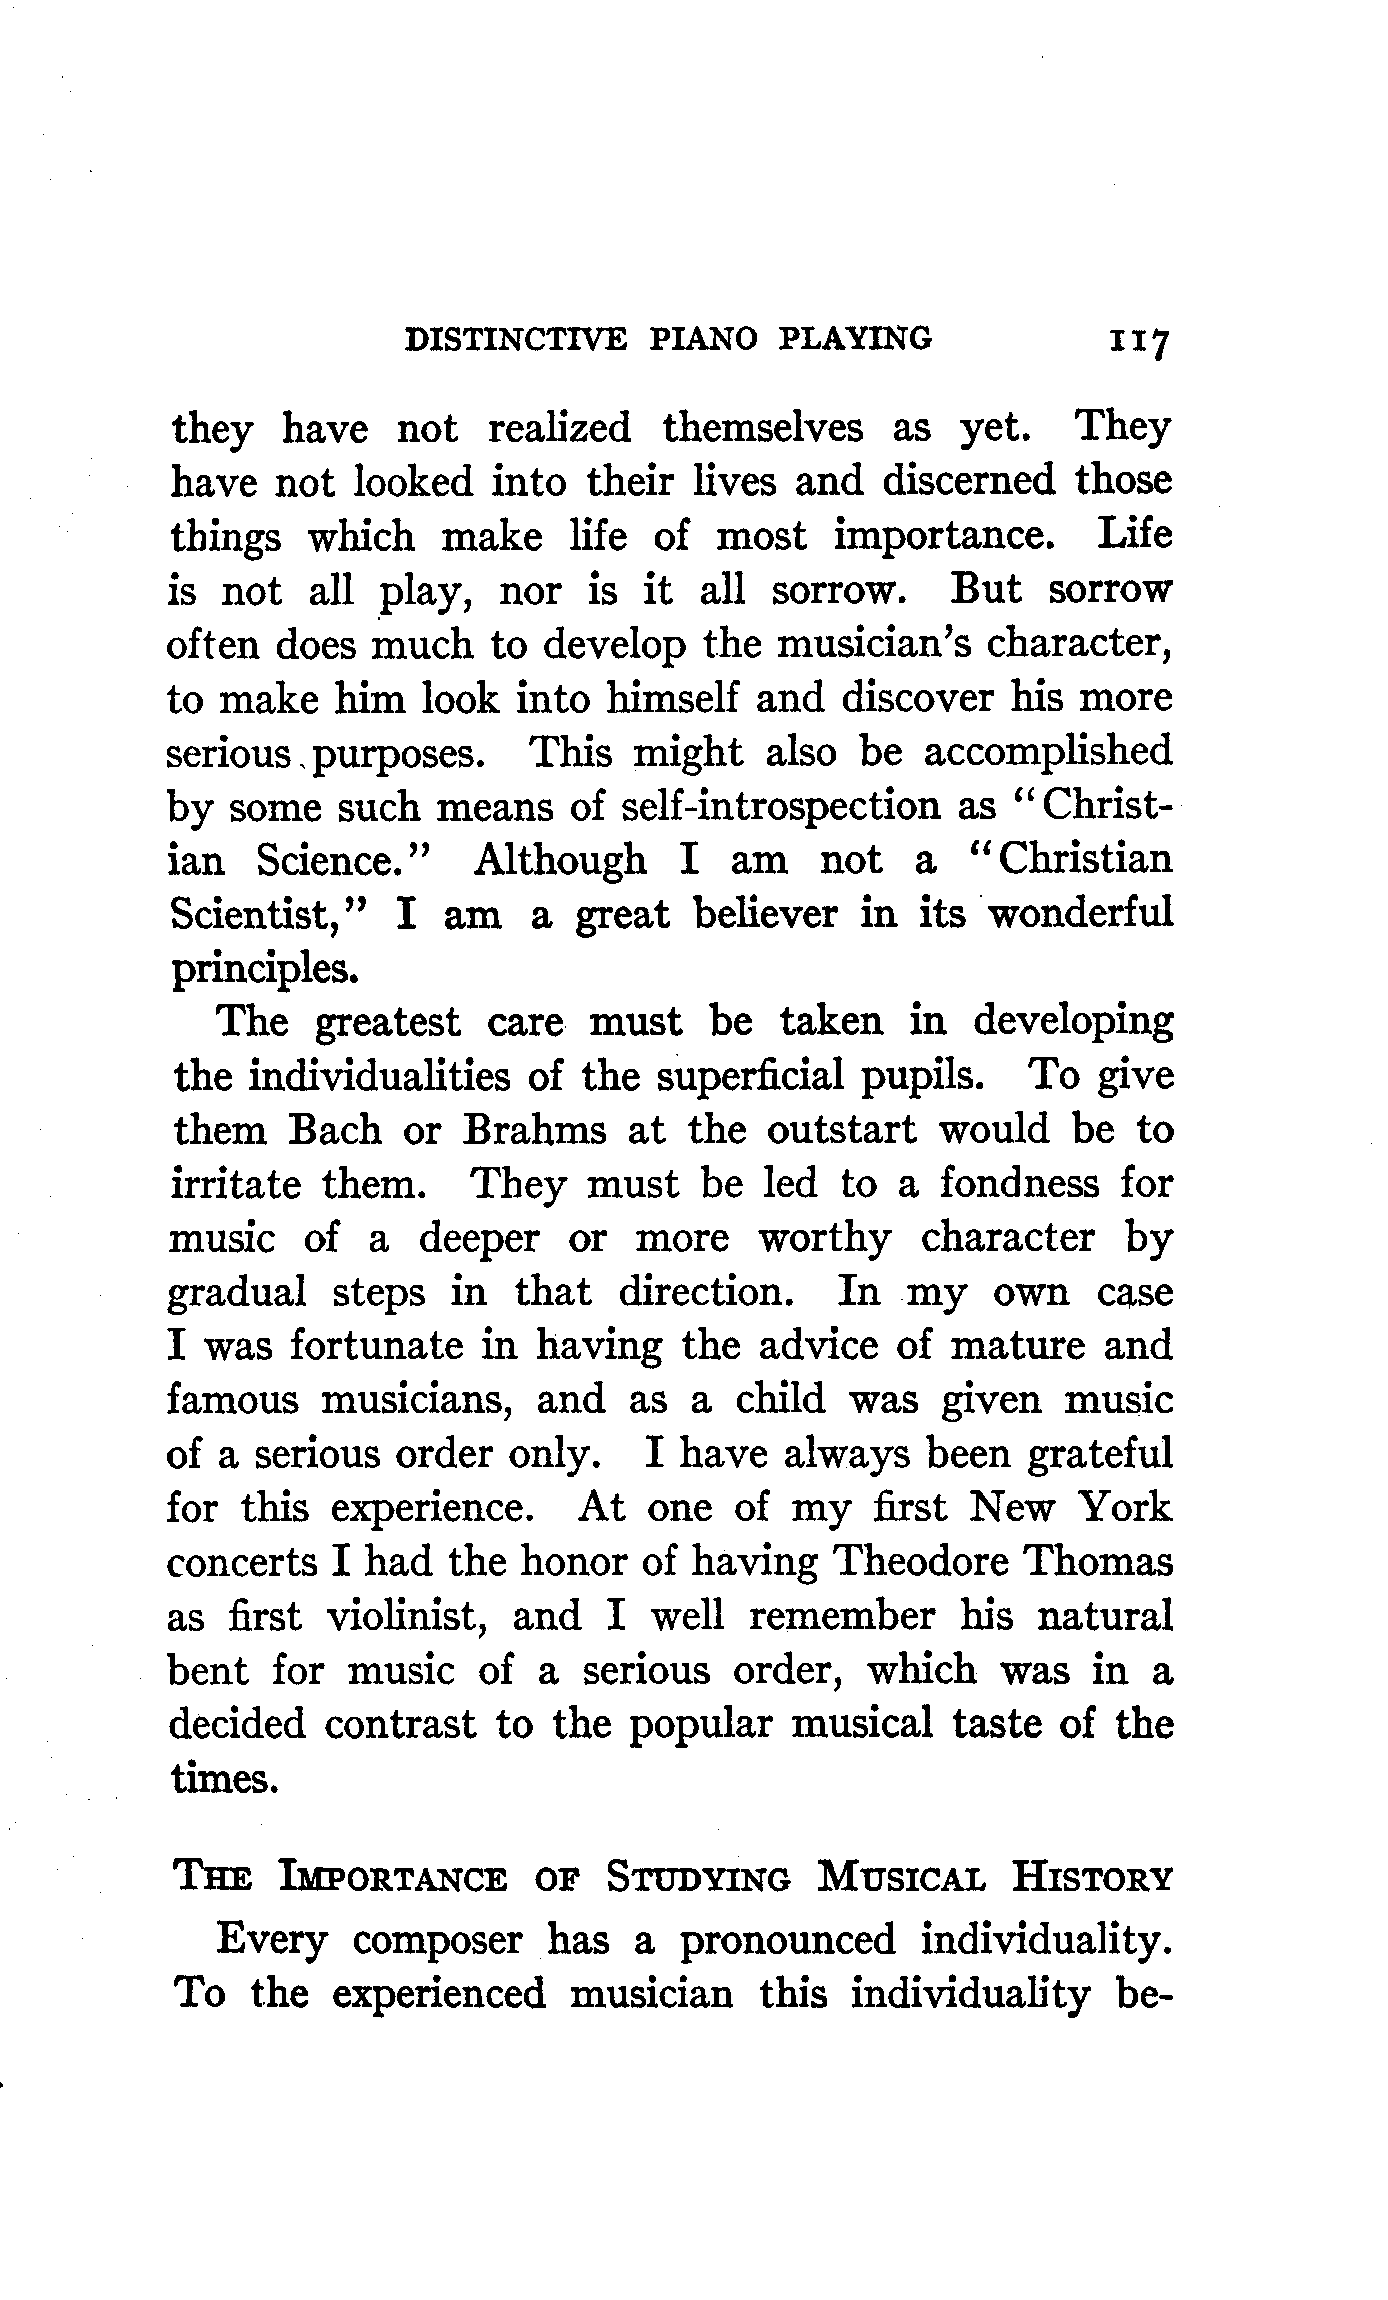 DISTINCTIVE PIANO PLAYING 117
they have not realized themselves as yet. They
have not looked into their lives and discerned those
things which make life of most importance. Life
is not all play, nor is it all sorrow. But sorrow
often does much to develop the musician's character,
to make him look into himself and discover his more
serious purposes. This might also be accomplished
by some such means of self-introspection as "Christ-
ian Science." Although I am not a "Christian
Scientist," I am a great believer in its wonderful
principles.
The greatest care must be taken in developing
the individualities of the superficial pupils. To give
them Bach or Brahms at the outstart would be to
irritate them. They must be led to a fondness for
music of a deeper or more worthy character by
gradual steps in that direction. In my own case
I was fortunate in having the advice of mature and
famous musicians, and as a child was given music
of a serious order only. I have always been grateful
for this experience. At one of my first New York
concerts I had the honor of having Theodore Thomas
as first violinist, and I well remember his natural
bent for music of a serious order, which was in a
decided contrast to the popular musical taste of the
times.
THE IMPORTANCE OF STUDYING MUSICAL HISTORY
Every composer has a pronounced individuality.
To the experienced musician this individuality be-